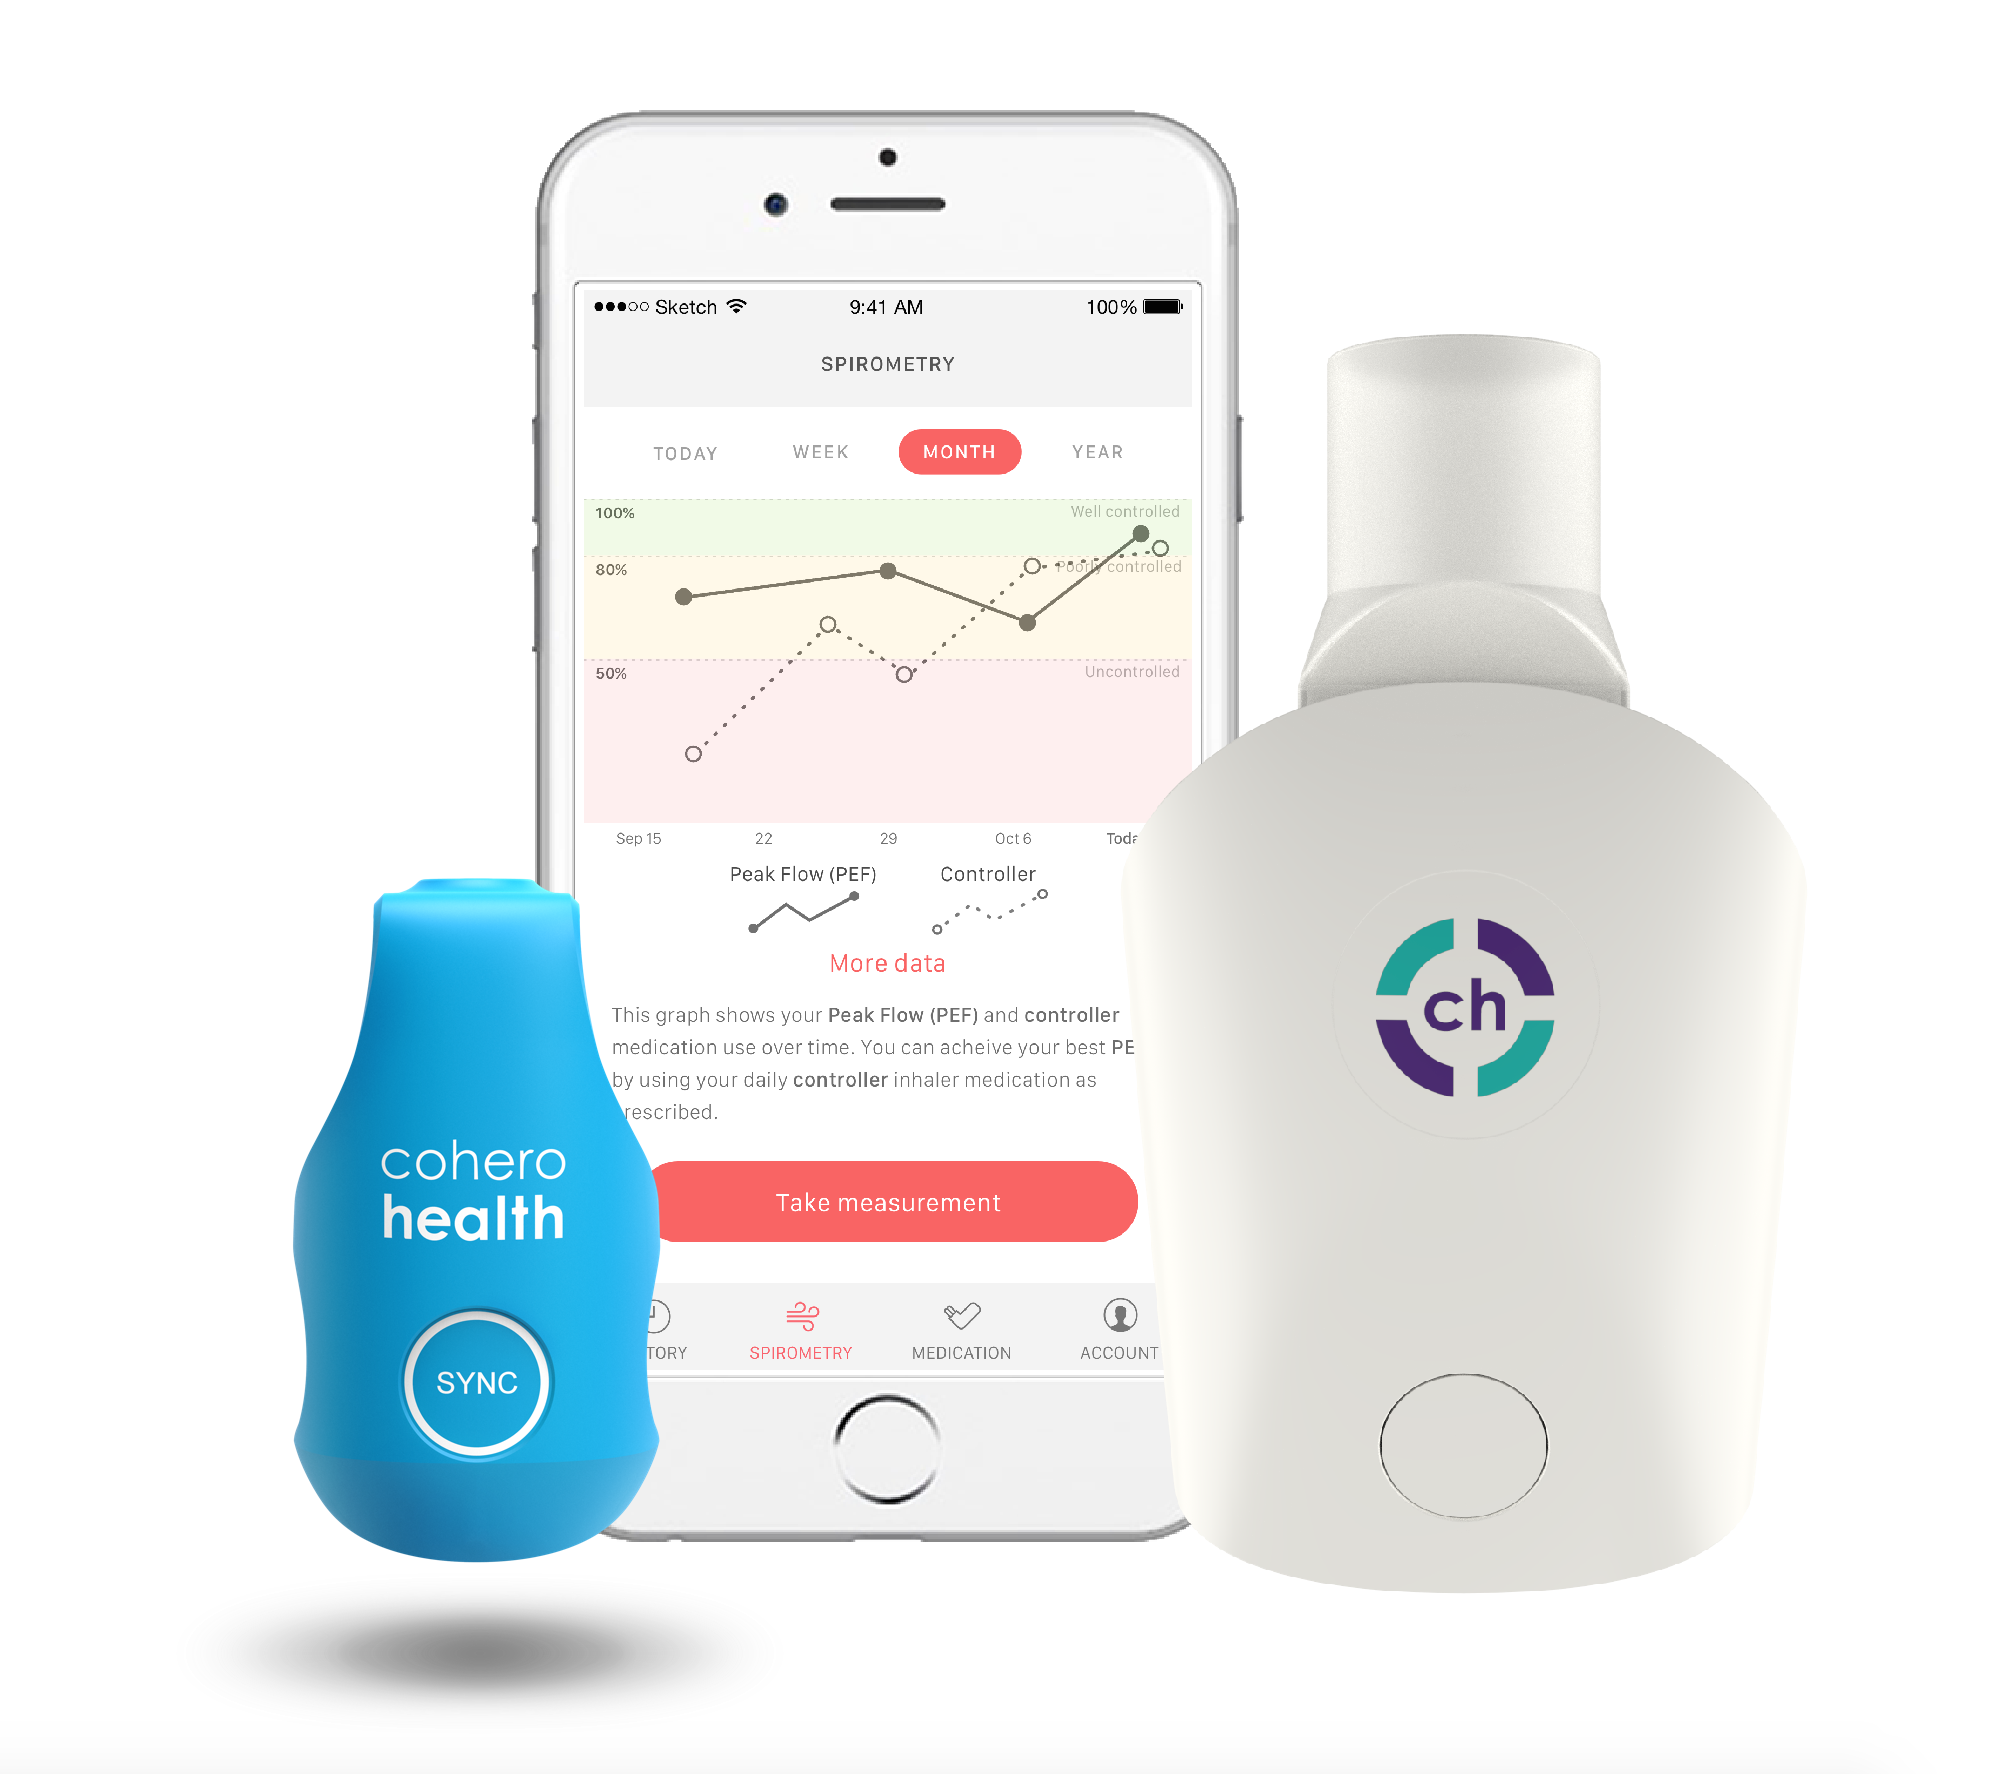 Sketch 9:41 AM 100%
SPIROMETRY
TODAY WEEK MONTH YEAR
100% Well controlled
80% Poorly controlled
50% Uncontrolled
Sep 15 22 29 Oct 6 Toda
Peak Flow (PEF) Controller
More data
This graph shows your Peak Flow (PEF) and controller
medication use over time. You can acheive your best PE
by using your daily controller inhaler medication as
rescribed.
Take measurement
TORY SPIROMETRY MEDICATION ACCOUNT
cohero
health
SYNC
ch